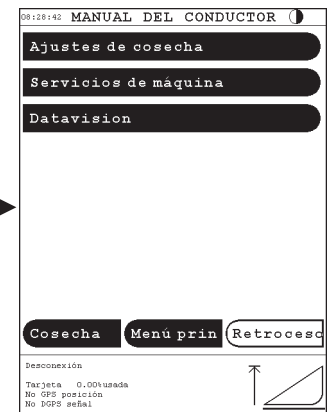 08:28:42 MANUAL DEL CONDUCTOR
Ajustes de cosecha
Servicios de máquina
Datavision
Cosecha Menú prin Retroceso
Desconexión
Tarjeta 0.00%usada
No GPS posición
No DGPS señal